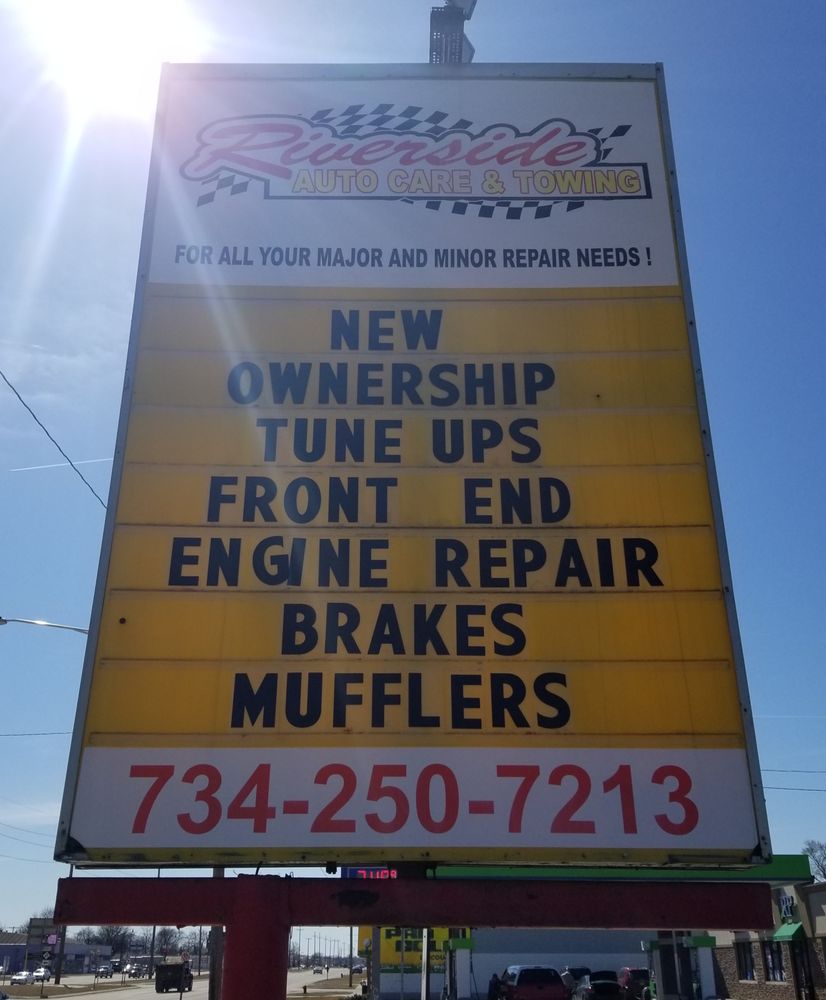 Riverside
AUTO CARE & TOWING
FOR ALL YOUR MAJOR AND MINOR REPAIR NEEDS !
NEW
OWNERSHIP
TUNE UPS
FRONT END
ENGINE REPAIR
BRAKES
MUFFLERS
734-250-7213